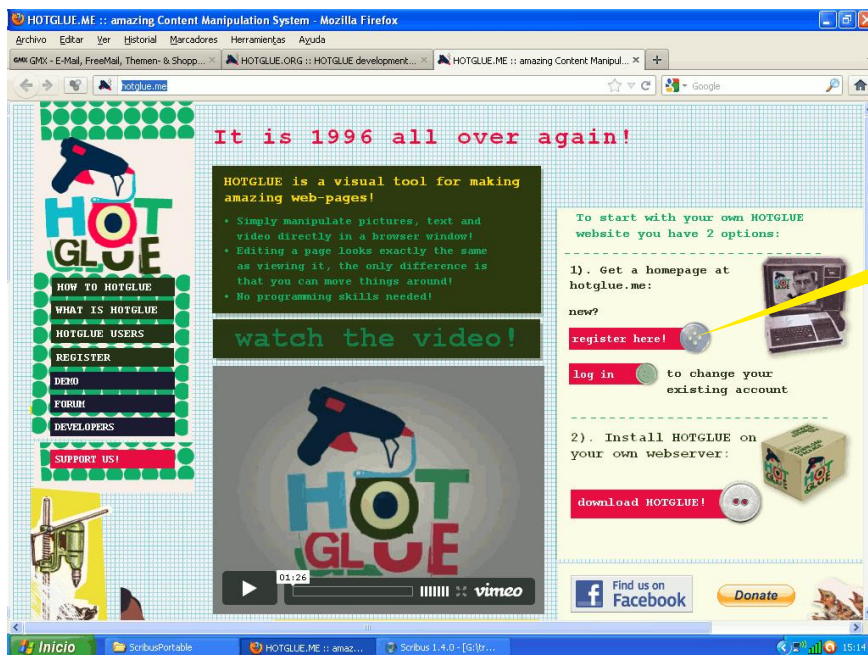 HOTGLUE.ME :: amazing Content Manipulation System - Mozilla Firefox
Archivo Editar Ver Historial Marcadores Herramientas Ayuda
GMX GMX - E-Mail, FreeMail, Themen- & Shopp...
HOTGLUE.ORG :: HOTGLUE development...
HOTGLUE.ME :: amazing Content Manipul...
hotglue.me
Google
It is 1996 all over again!
HOT
GLUE
HOW TO HOTGLUE
WHAT IS HOTGLUE
HOTGLUE USERS
REGISTER
DEMO
FORUM
DEVELOPERS
SUPPORT US!
HOTGLUE is a visual tool for making
amazing web-pages!
• Simply manipulate pictures, text and
video directly in a browser window!
• Editing a page looks exactly the same
as viewing it, the only difference is
that you can move things around!
• No programming skills needed!
watch the video!
HOT
GLUE
01:26
vimeo
To start with your own HOTGLUE
website you have 2 options:
1). Get a homepage at
hotglue.me:
new?
register here!
log in
to change your
existing account
2). Install HOTGLUE on
your own webserver:
download HOTGLUE!
Find us on
Facebook
Donate
Inicio
ScribusPortable
HOTGLUE.ME :: amaz...
Scribus 1.4.0 - [G:\tr...
15:14